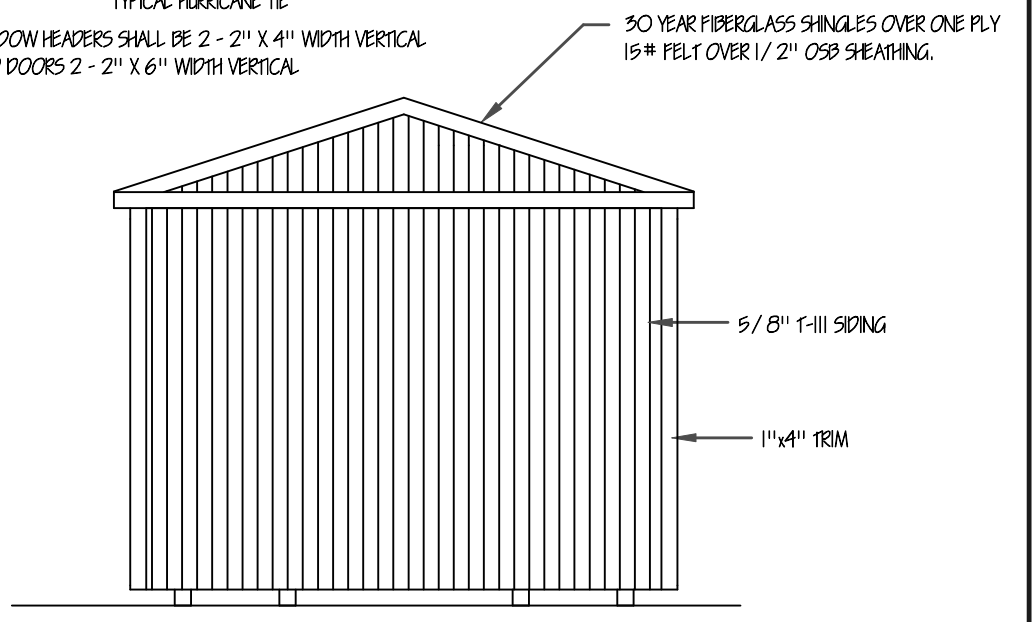 TYPICAL HURRICANE TIE
DOW HEADERS SHALL BE 2 - 2" X 4" WIDTH VERTICAL
DOORS 2 - 2" X 6" WIDTH VERTICAL
30 YEAR FIBERGLASS SHINGLES OVER ONE PLY
15# FELT OVER 1/2" OSB SHEATHING.
5/8" T-111 SIDING
1"x4" TRIM